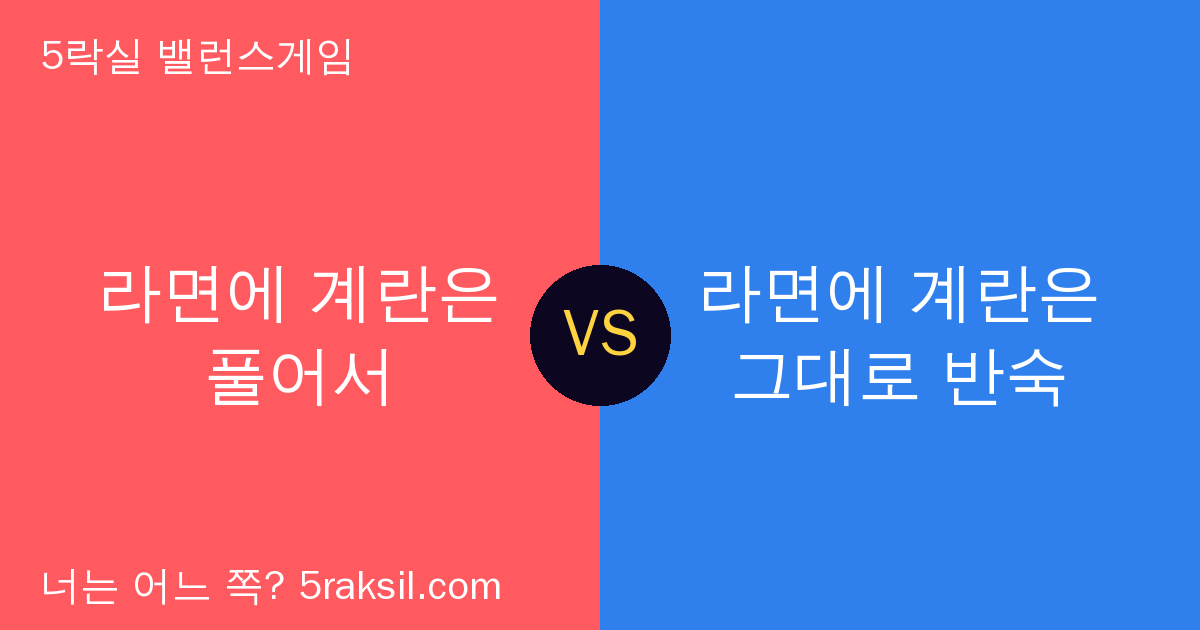 5락실 밸런스게임
라면에 계란은
풀어서
VS
라면에 계란은
그대로 반숙
너는 어느 쪽? 5raksil.com